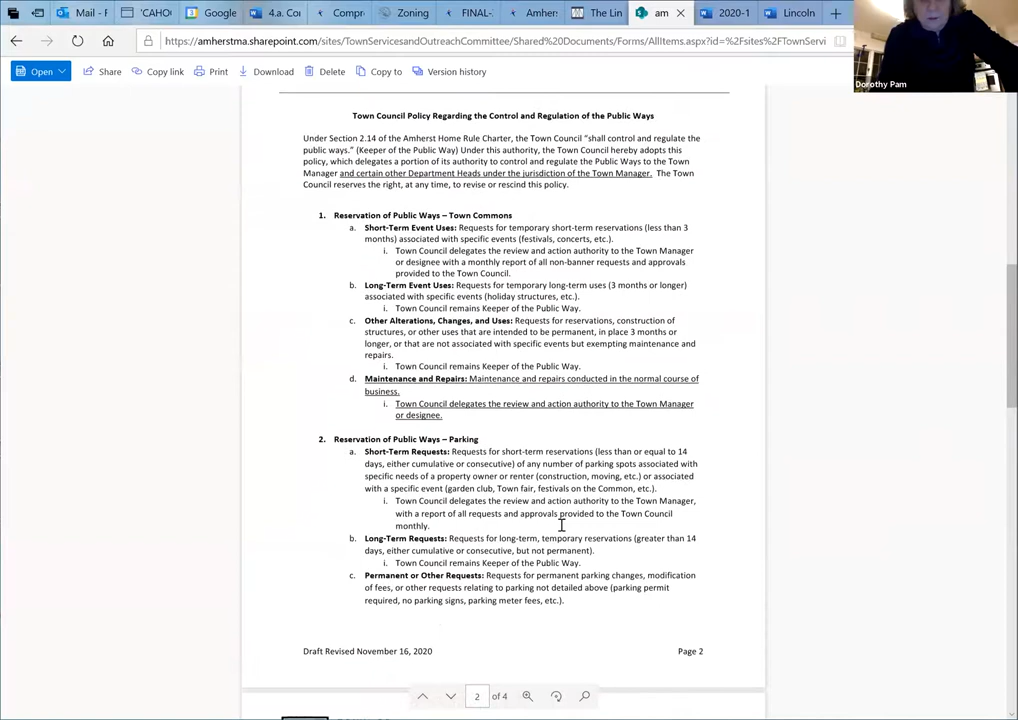 Mail - F
'CAHO
Google
4.a. Co
Compr
Zoning
FINAL-
Amher
The Lin
am
2020-1
Lincoln
https://amherstma.sharepoint.com/sites/TownServicesandOutreachCommittee/Shared%20Documents/Forms/AllItems.aspx?id=%2Fsites%2FTownServi
Open
Share
Copy link
Print
Download
Delete
Copy to
Version history
Dorothy Pam
Town Council Policy Regarding the Control and Regulation of the Public Ways
Under Section 2.14 of the Amherst Home Rule Charter, the Town Council "shall control and regulate the
public ways." (Keeper of the Public Way) Under this authority, the Town Council hereby adopts this
policy, which delegates a portion of its authority to control and regulate the Public Ways to the Town
Manager and certain other Department Heads under the jurisdiction of the Town Manager. The Town
Council reserves the right, at any time, to revise or rescind this policy.
1. Reservation of Public Ways – Town Commons
a. Short-Term Event Uses: Requests for temporary short-term reservations (less than 3
months) associated with specific events (festivals, concerts, etc.).
i. Town Council delegates the review and action authority to the Town Manager
or designee with a monthly report of all non-banner requests and approvals
provided to the Town Council.
b. Long-Term Event Uses: Requests for temporary long-term uses (3 months or longer)
associated with specific events (holiday structures, etc.).
i. Town Council remains Keeper of the Public Way.
c. Other Alterations, Changes, and Uses: Requests for reservations, construction of
structures, or other uses that are intended to be permanent, in place 3 months or
longer, or that are not associated with specific events but exempting maintenance and
repairs.
i. Town Council remains Keeper of the Public Way.
d. Maintenance and Repairs: Maintenance and repairs conducted in the normal course of
business.
i. Town Council delegates the review and action authority to the Town Manager
or designee.
2. Reservation of Public Ways – Parking
a. Short-Term Requests: Requests for short-term reservations (less than or equal to 14
days, either cumulative or consecutive) of any number of parking spots associated with
specific needs of a property owner or renter (construction, moving, etc.) or associated
with a specific event (garden club, Town fair, festivals on the Common, etc.).
i. Town Council delegates the review and action authority to the Town Manager,
with a report of all requests and approvals provided to the Town Council
monthly.
b. Long-Term Requests: Requests for long-term, temporary reservations (greater than 14
days, either cumulative or consecutive, but not permanent).
i. Town Council remains Keeper of the Public Way.
c. Permanent or Other Requests: Requests for permanent parking changes, modification
of fees, or other requests relating to parking not detailed above (parking permit
required, no parking signs, parking meter fees, etc.).
Draft Revised November 16, 2020
Page 2
2 of 4